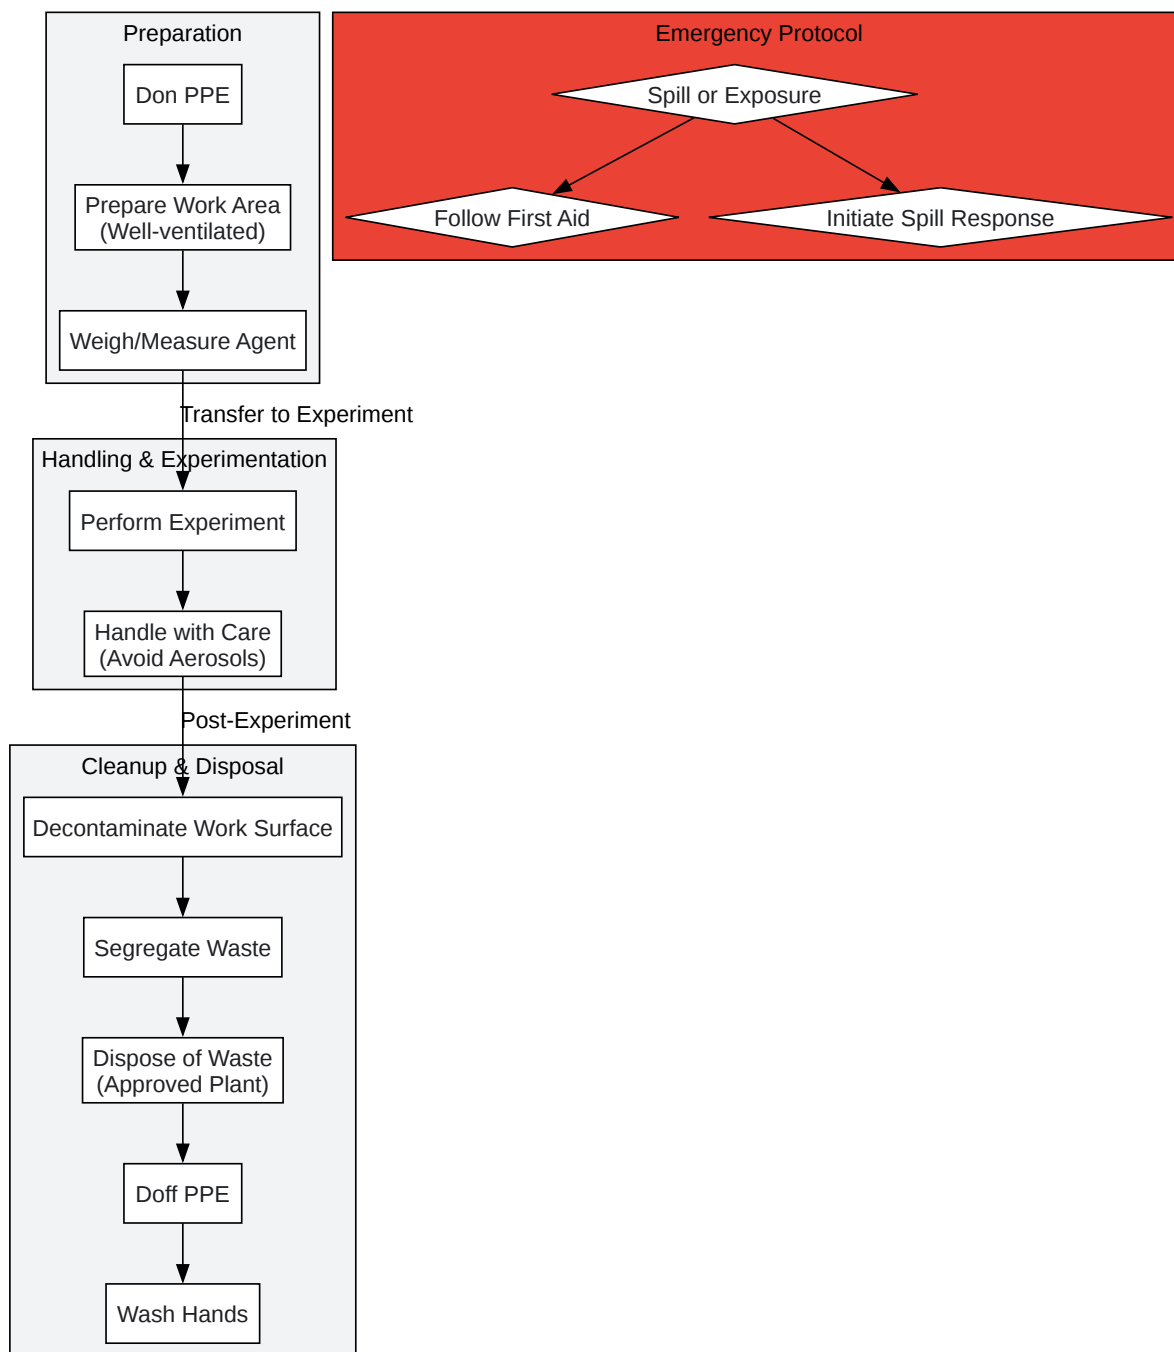 Preparation
Don PPE
Prepare Work Area
(Well-ventilated)
Weigh/Measure Agent
Transfer to Experiment
Handling & Experimentation
Perform Experiment
Handle with Care
(Avoid Aerosols)
Post-Experiment
Cleanup & Disposal
Decontaminate Work Surface
Segregate Waste
Dispose of Waste
(Approved Plant)
Doff PPE
Wash Hands
Emergency Protocol
Spill or Exposure
Follow First Aid
Initiate Spill Response